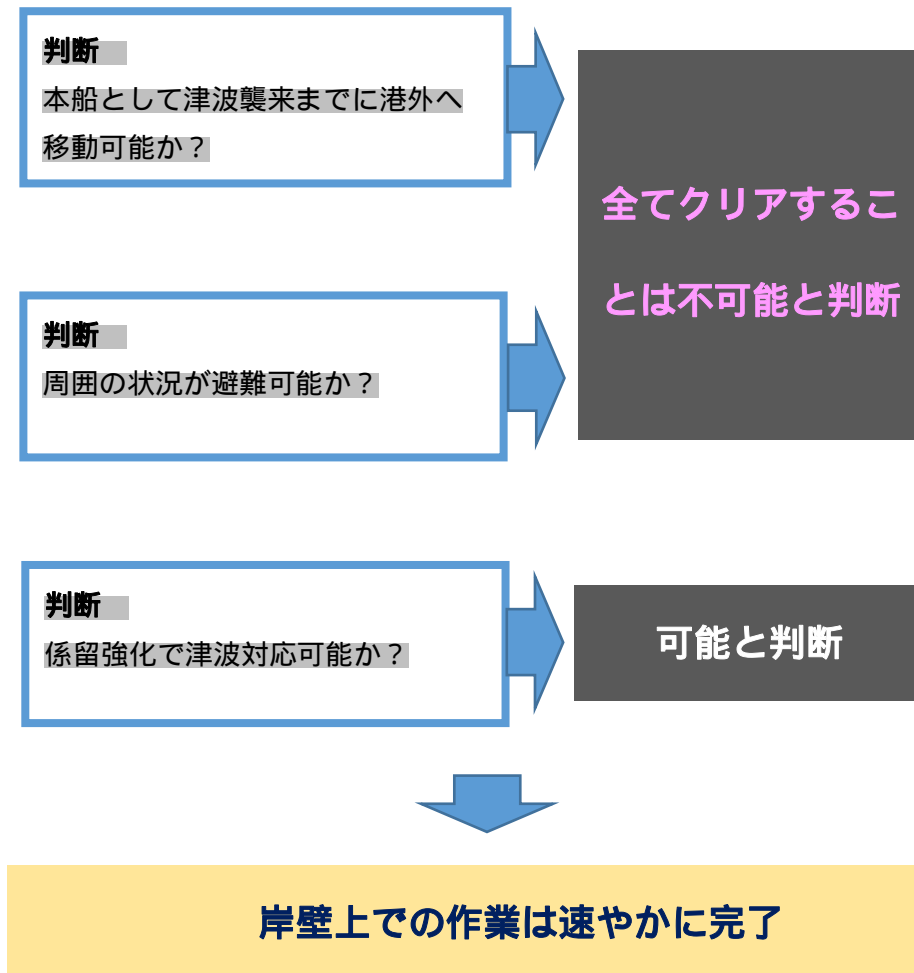 判断
本船として津波襲来までに港外へ
移動可能か？
全てクリアするこ
とは不可能と判断
判断
周囲の状況が避難可能か？
判断
係留強化で津波対応可能か？
可能と判断
岸壁上での作業は速やかに完了